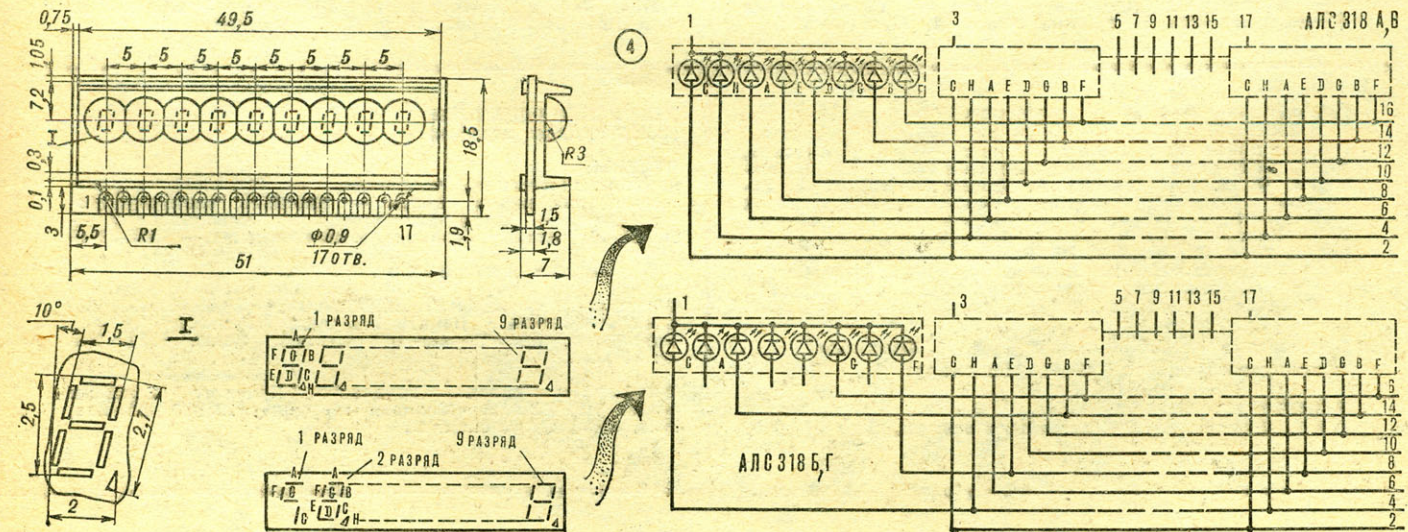 0,75
49,5
5 5 5 5 5 5 5 5
1,05
7,2
I
0,3
0,1
3
1
5,5
R1
Ф0,9
17 ОТВ.
17
1,9
18,5
51
R3
1,5
1,8
7
10°
1,5
I
2,5
2,7
2
1 РАЗРЯД
9 РАЗРЯД
A
F G B
E D C
H
1 РАЗРЯД
9 РАЗРЯД
2 РАЗРЯД
A A
F G F G B
C E D C
H
4
1
3
5 7 9 11 13 15
17
АЛС 318 А,В
C H A E D G B F
C H A E D G B F
C H A E D G B F
16
14
12
10
8
6
4
2
1
3
5 7 9 11 13 15
17
C A G F
C H A E D G B F
C H A E D G B F
6
14
12
10
8
6
4
2
АЛС 318 Б,Г